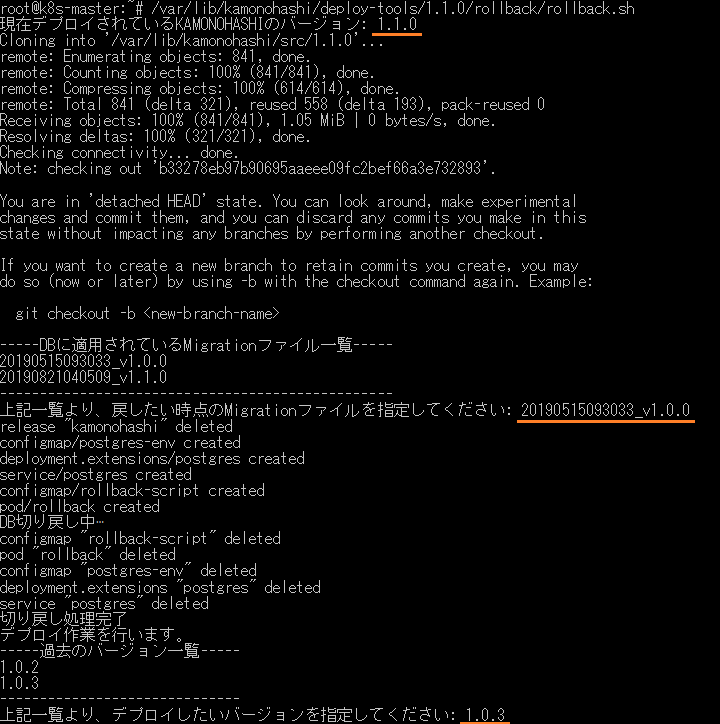 root@k8s-master:~# /var/lib/kamonohashi/deploy-tools/1.1.0/rollback/rollback.sh
現在デプロイされているKAMONOHASHIのバージョン: 1.1.0
Cloning into '/var/lib/kamonohashi/src/1.1.0'...
remote: Enumerating objects: 841, done.
remote: Counting objects: 100% (841/841), done.
remote: Compressing objects: 100% (614/614), done.
remote: Total 841 (delta 321), reused 558 (delta 193), pack-reused 0
Receiving objects: 100% (841/841), 1.05 MiB | 0 bytes/s, done.
Resolving deltas: 100% (321/321), done.
Checking connectivity... done.
Note: checking out 'b33278eb97b90695aaeee09fc2bef66a3e732893'.
You are in 'detached HEAD' state. You can look around, make experimental
changes and commit them, and you can discard any commits you make in this
state without impacting any branches by performing another checkout.
If you want to create a new branch to retain commits you create, you may
do so (now or later) by using -b with the checkout command again. Example:
git checkout -b <new-branch-name>
-----DBに適用されているMigrationファイル一覧-----
20190515093033_v1.0.0
20190821040509_v1.1.0
-------------------------------------------------
上記一覧より、戻したい時点のMigrationファイルを指定してください: 20190515093033_v1.0.0
release "kamonohashi" deleted
configmap/postgres-env created
deployment.extensions/postgres created
service/postgres created
configmap/rollback-script created
pod/rollback created
DB切り戻し中…
configmap "rollback-script" deleted
pod "rollback" deleted
configmap "postgres-env" deleted
deployment.extensions "postgres" deleted
service "postgres" deleted
切り戻し処理完了
デプロイ作業を行います。
-----過去のバージョン一覧-----
1.0.2
1.0.3
------------------------------
上記一覧より、デプロイしたいバージョンを指定してください: 1.0.3